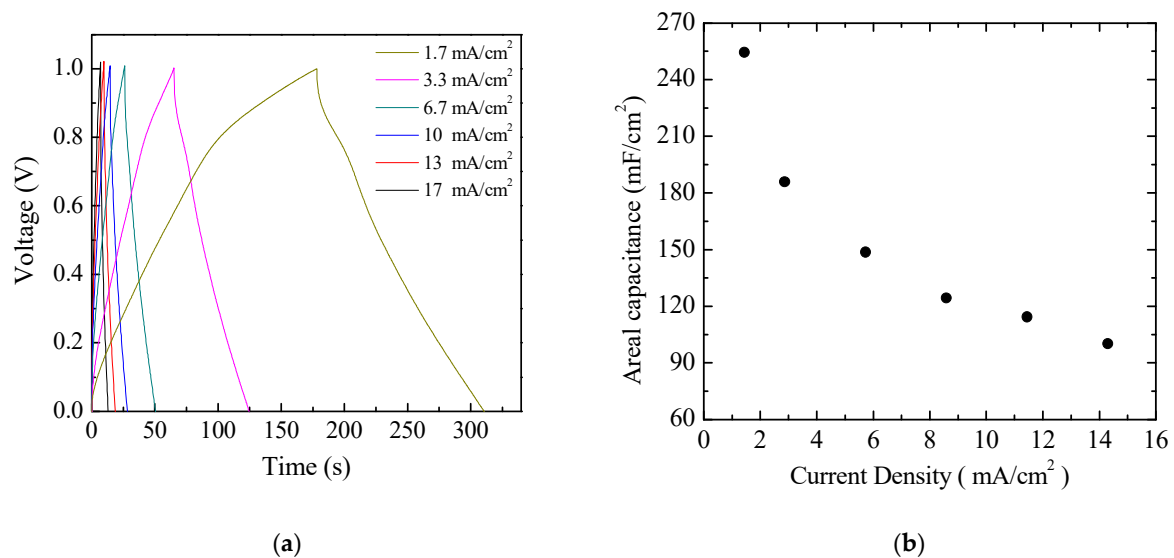 1.7 mA/cm²
3.3 mA/cm²
6.7 mA/cm²
10 mA/cm²
13 mA/cm²
17 mA/cm²
1.0
0.8
0.6
0.4
0.2
0.0
Voltage (V)
0 50 100 150 200 250 300
Time (s)
(a)
270
240
210
180
150
120
90
60
Areal capacitance (mF/cm²)
0 2 4 6 8 10 12 14 16
Current Density ( mA/cm² )
(b)